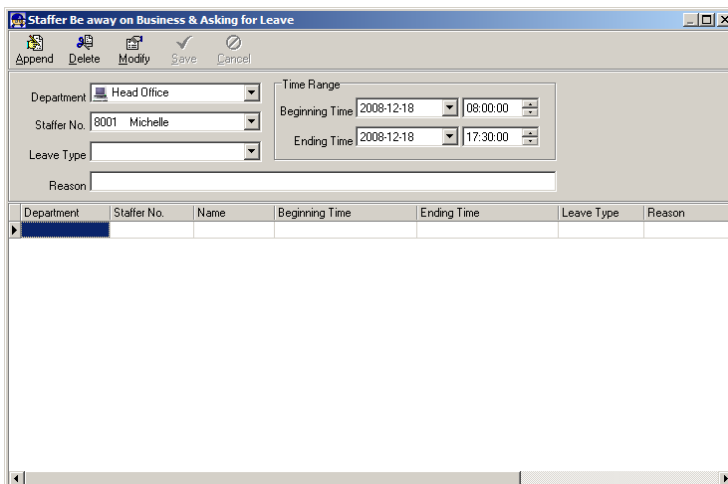 Staffer Be away on Business & Asking for Leave
Append Delete Modify Save Cancel
Department Head Office
Staffer No. 8001 Michelle
Leave Type
Reason
Time Range
Beginning Time 2008-12-18 08:00:00
Ending Time 2008-12-18 17:30:00
Department Staffer No. Name Beginning Time Ending Time Leave Type Reason